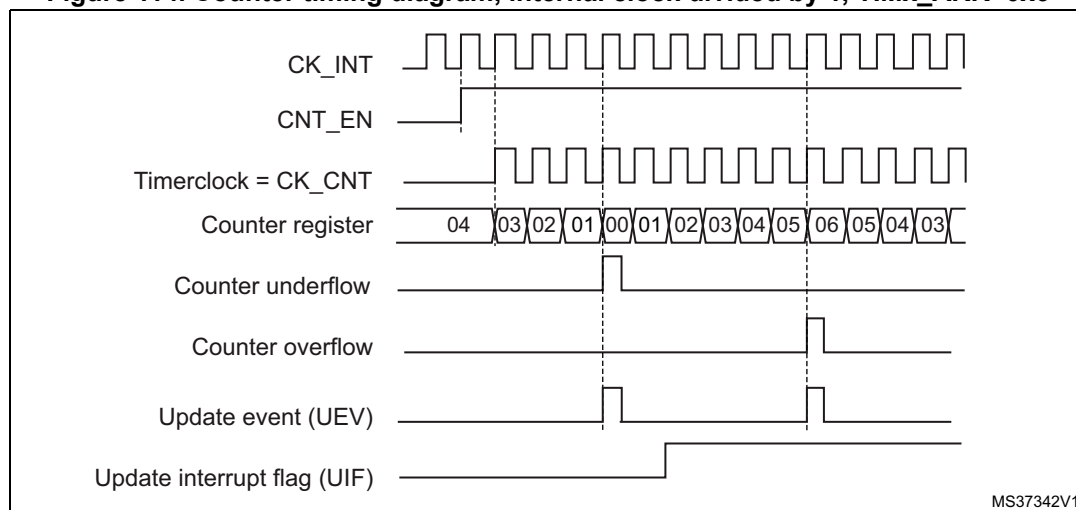 CK_INT
CNT_EN
Timerclock = CK_CNT
Counter register 04 03 02 01 00 01 02 03 04 05 06 05 04 03
Counter underflow
Counter overflow
Update event (UEV)
Update interrupt flag (UIF)
MS37342V1